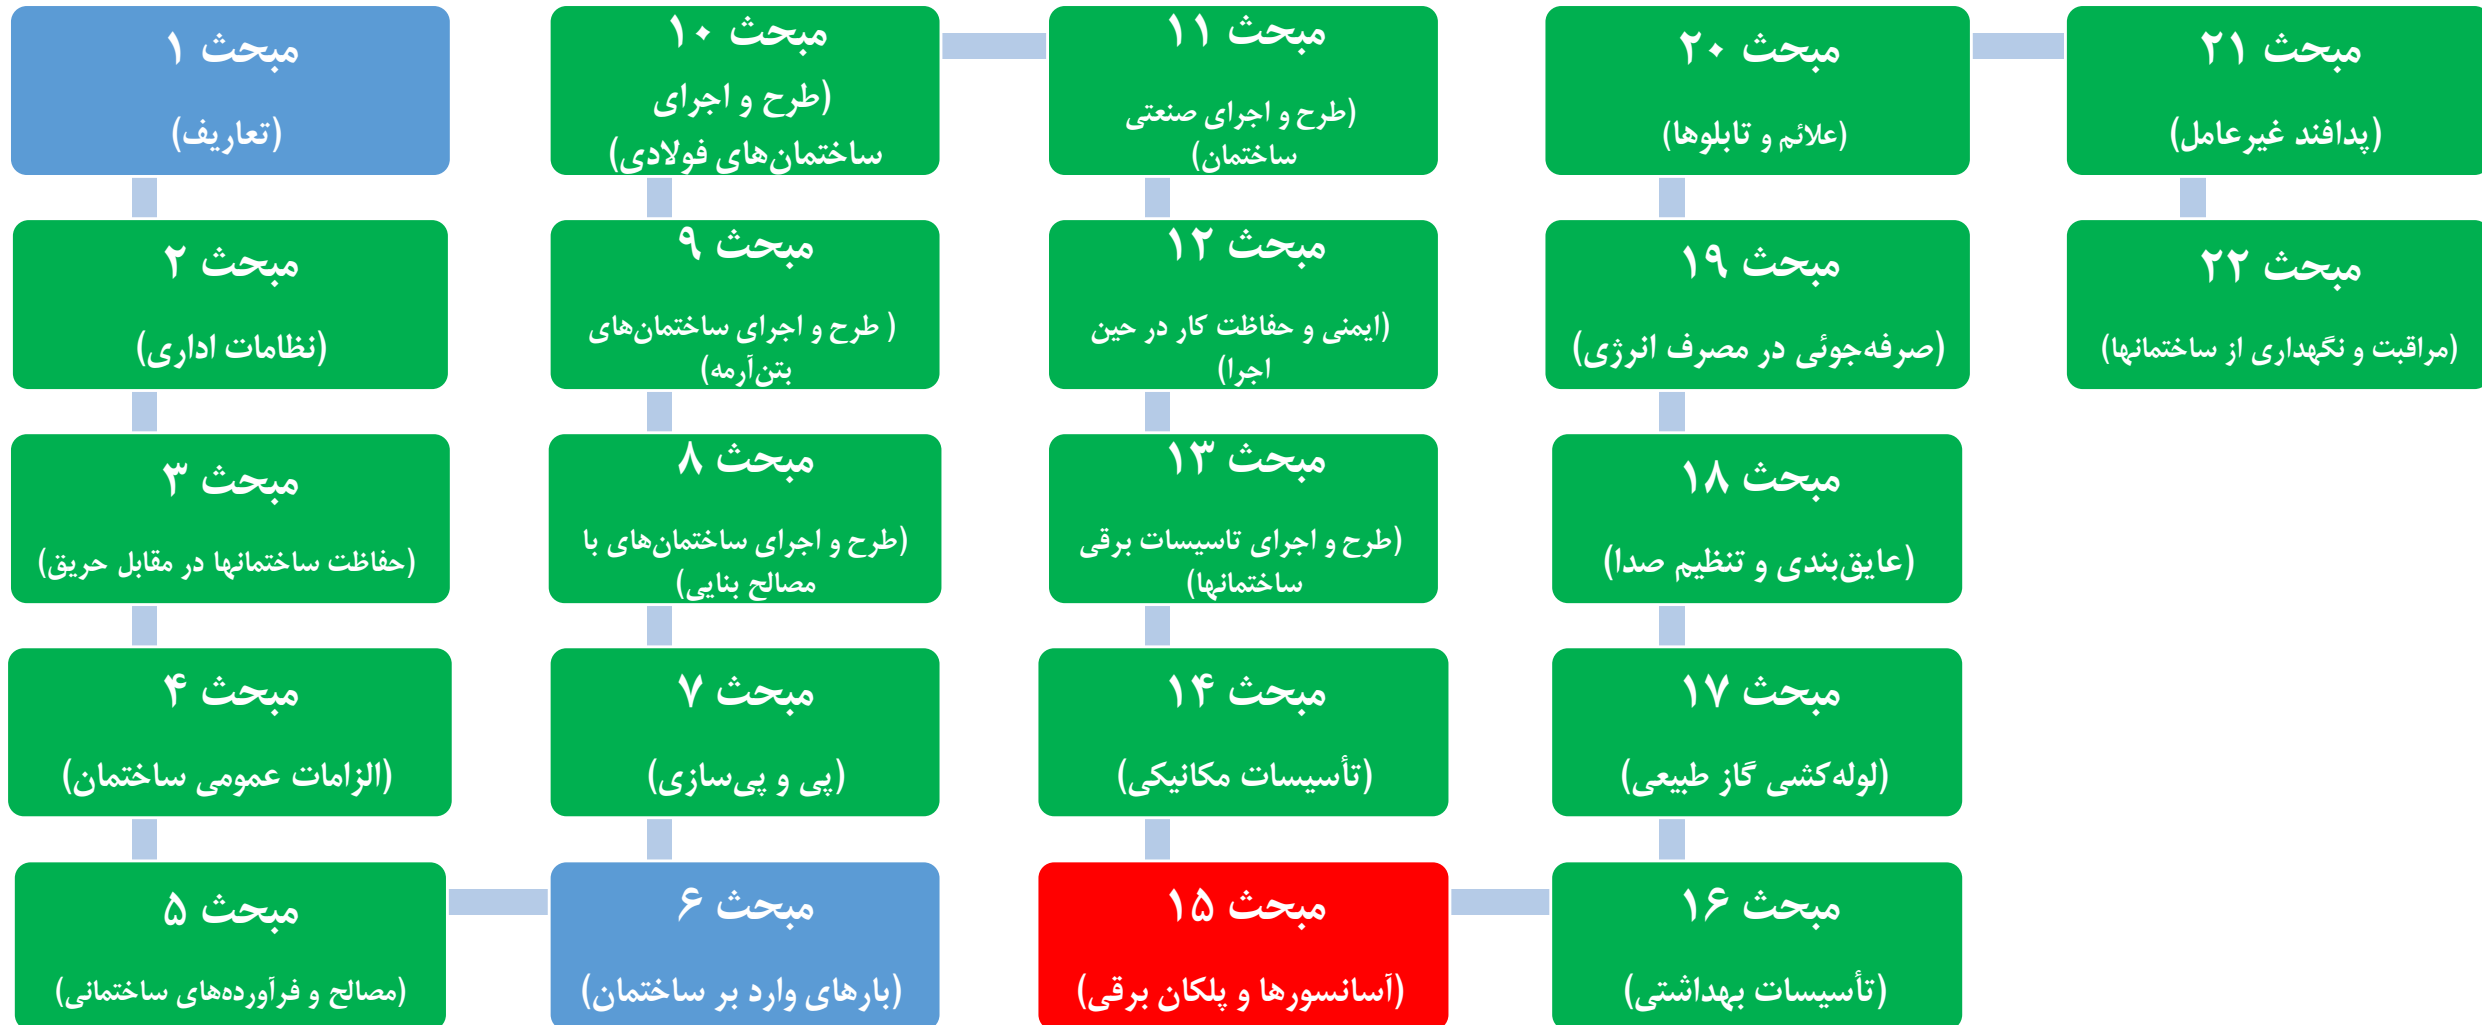 مبحث ۱
(تعاریف)
مبحث ۲
(نظامات اداری)
مبحث ۳
(حفاظت ساختمانها در مقابل حریق)
مبحث ۴
(الزامات عمومی ساختمان)
مبحث ۵
(مصالح و فرآورده‌های ساختمانی)
مبحث ۶
(بارهای وارد بر ساختمان)
مبحث ۷
(پی و پی‌سازی)
مبحث ۸
(طرح و اجرای ساختمان‌های با
مصالح بنایی)
مبحث ۹
( طرح و اجرای ساختمان‌های
بتن‌آرمه)
مبحث ۱۰
(طرح و اجرای
ساختمان‌های فولادی)
مبحث ۱۱
(طرح و اجرای صنعتی
ساختمان)
مبحث ۱۲
(ایمنی و حفاظت کار در حین
اجرا)
مبحث ۱۳
(طرح و اجرای تاسیسات برقی
ساختمانها)
مبحث ۱۴
(تأسیسات مکانیکی)
مبحث ۱۵
(آسانسورها و پلکان برقی)
مبحث ۱۶
(تأسیسات بهداشتی)
مبحث ۱۷
(لوله‌کشی گاز طبیعی)
مبحث ۱۸
(عایق‌بندی و تنظیم صدا)
مبحث ۱۹
(صرفه‌جوئی در مصرف انرژی)
مبحث ۲۰
(علائم و تابلوها)
مبحث ۲۱
(پدافند غیرعامل)
مبحث ۲۲
(مراقبت و نگهداری از ساختمانها)